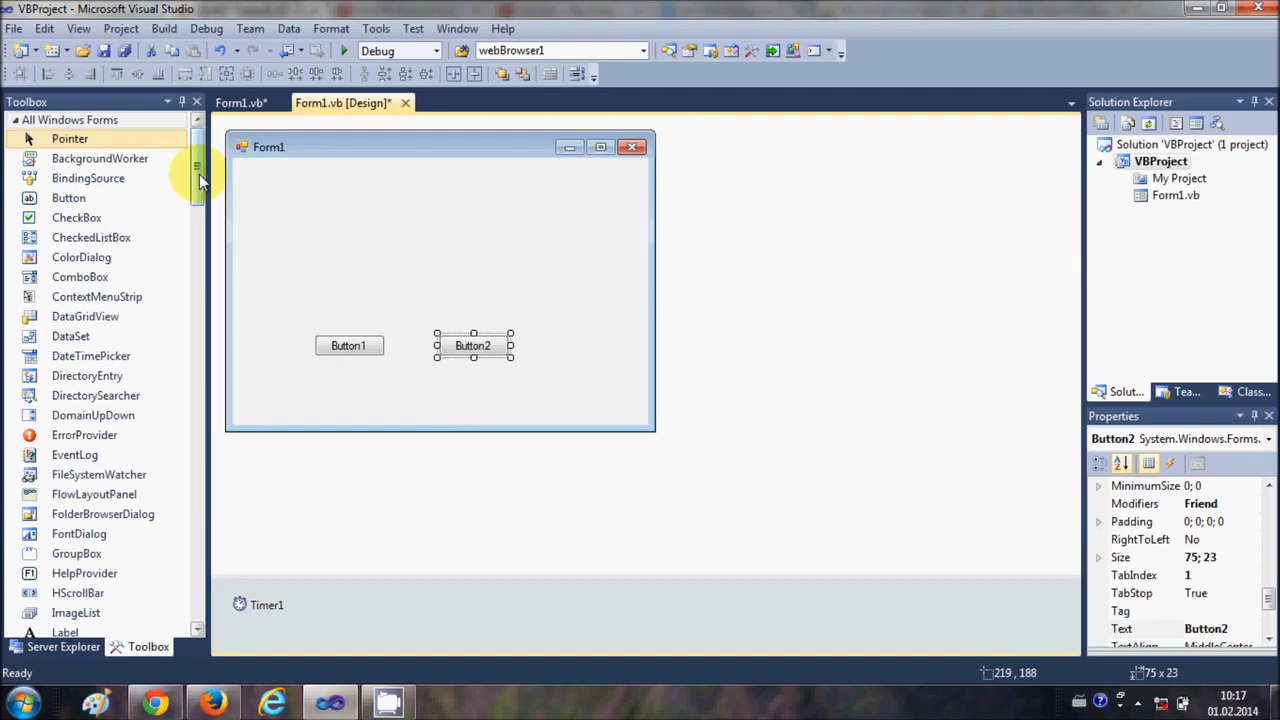 VBProject - Microsoft Visual Studio
File Edit View Project Build Debug Team Format Tools Test Window Help
Debug webBrowser1
Toolbox
All Windows Forms
Pointer
BackgroundWorker
BindingSource
Button
CheckBox
CheckedListBox
ColorDialog
ComboBox
ContextMenuStrip
DataGridView
DataSet
DateTimePicker
DirectoryEntry
DirectorySearcher
DomainUpDown
ErrorProvider
EventLog
FileSystemWatcher
FlowLayoutPanel
FolderBrowserDialog
FontDialog
GroupBox
HelpProvider
HScrollBar
ImageList
Label
Server Explorer Toolbox
Form1.vb* Form1.vb [Design]*
Form1
Button1 Button2
Timer1
Solution Explorer
Solution 'VBProject' (1 project)
VBProject
My Project
Form1.vb
Solut... Tea... Class...
Properties
Button2 System.Windows.Forms.
MinimumSize 0; 0
Modifiers Friend
Padding 0; 0; 0; 0
RightToLeft No
Size 75; 23
TabIndex 1
TabStop True
Tag
Text Button2
TextAlign MiddleCenter
Ready 219 , 188 75 x 23
10:17
01.02.2014